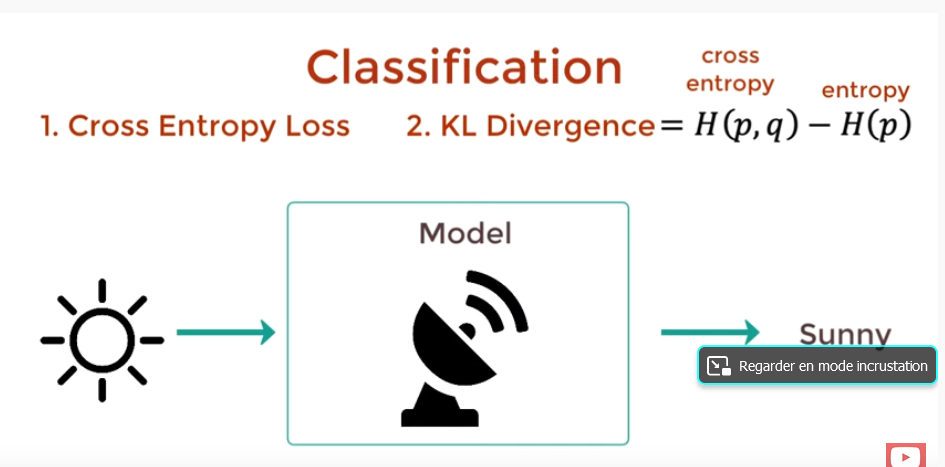 Classification
cross
entropy
entropy
1. Cross Entropy Loss
2. KL Divergence = H(p,q) − H(p)
Model
Sunny
Regarder en mode incrustation